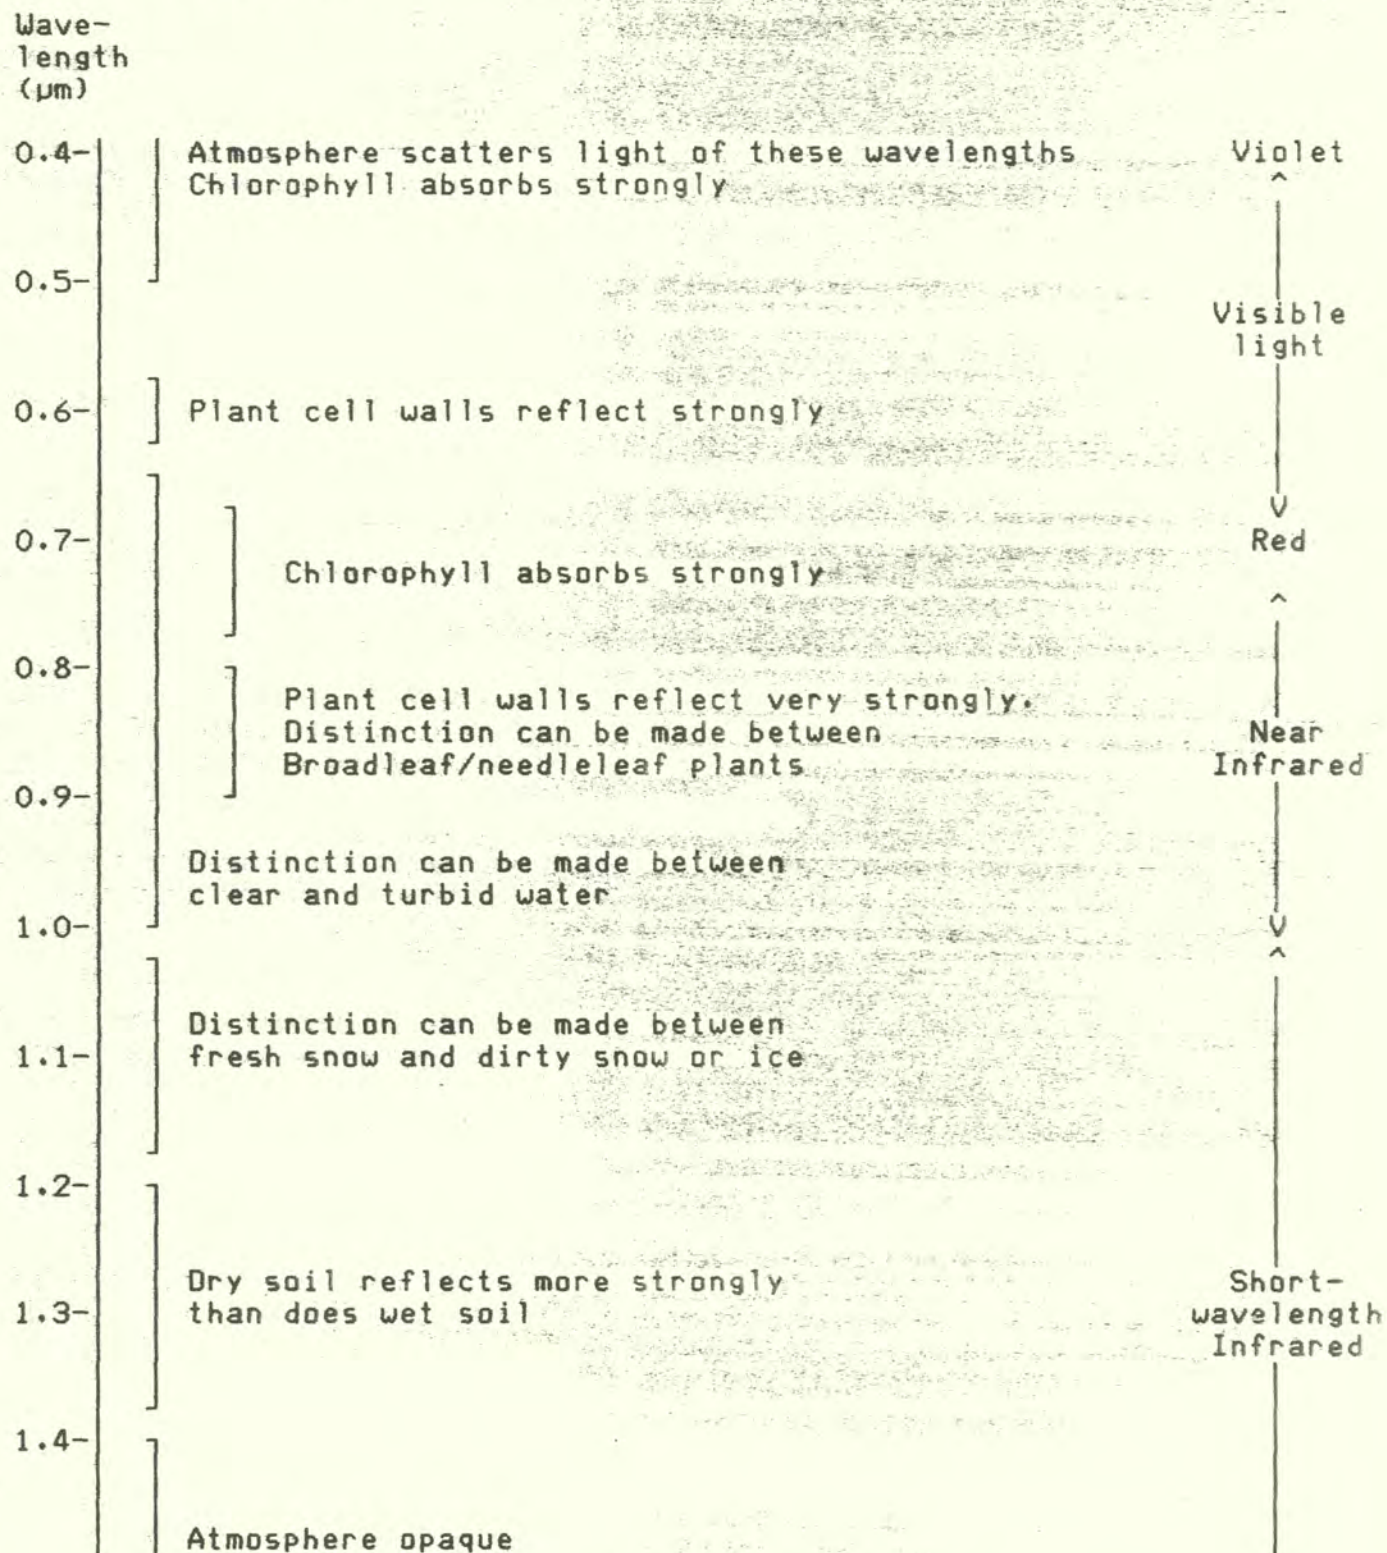 Wave-
length
(µm)
0.4- Atmosphere scatters light of these wavelengths Violet
Chlorophyll absorbs strongly ^
0.5-
Visible
light
0.6- Plant cell walls reflect strongly
V
0.7- Red
Chlorophyll absorbs strongly
^
0.8-
Plant cell walls reflect very strongly.
Distinction can be made between Near
Broadleaf/needleleaf plants Infrared
0.9-
Distinction can be made between
clear and turbid water
1.0- V
^
Distinction can be made between
1.1- fresh snow and dirty snow or ice
1.2-
Dry soil reflects more strongly Short-
1.3- than does wet soil wavelength
Infrared
1.4-
Atmosphere opaque